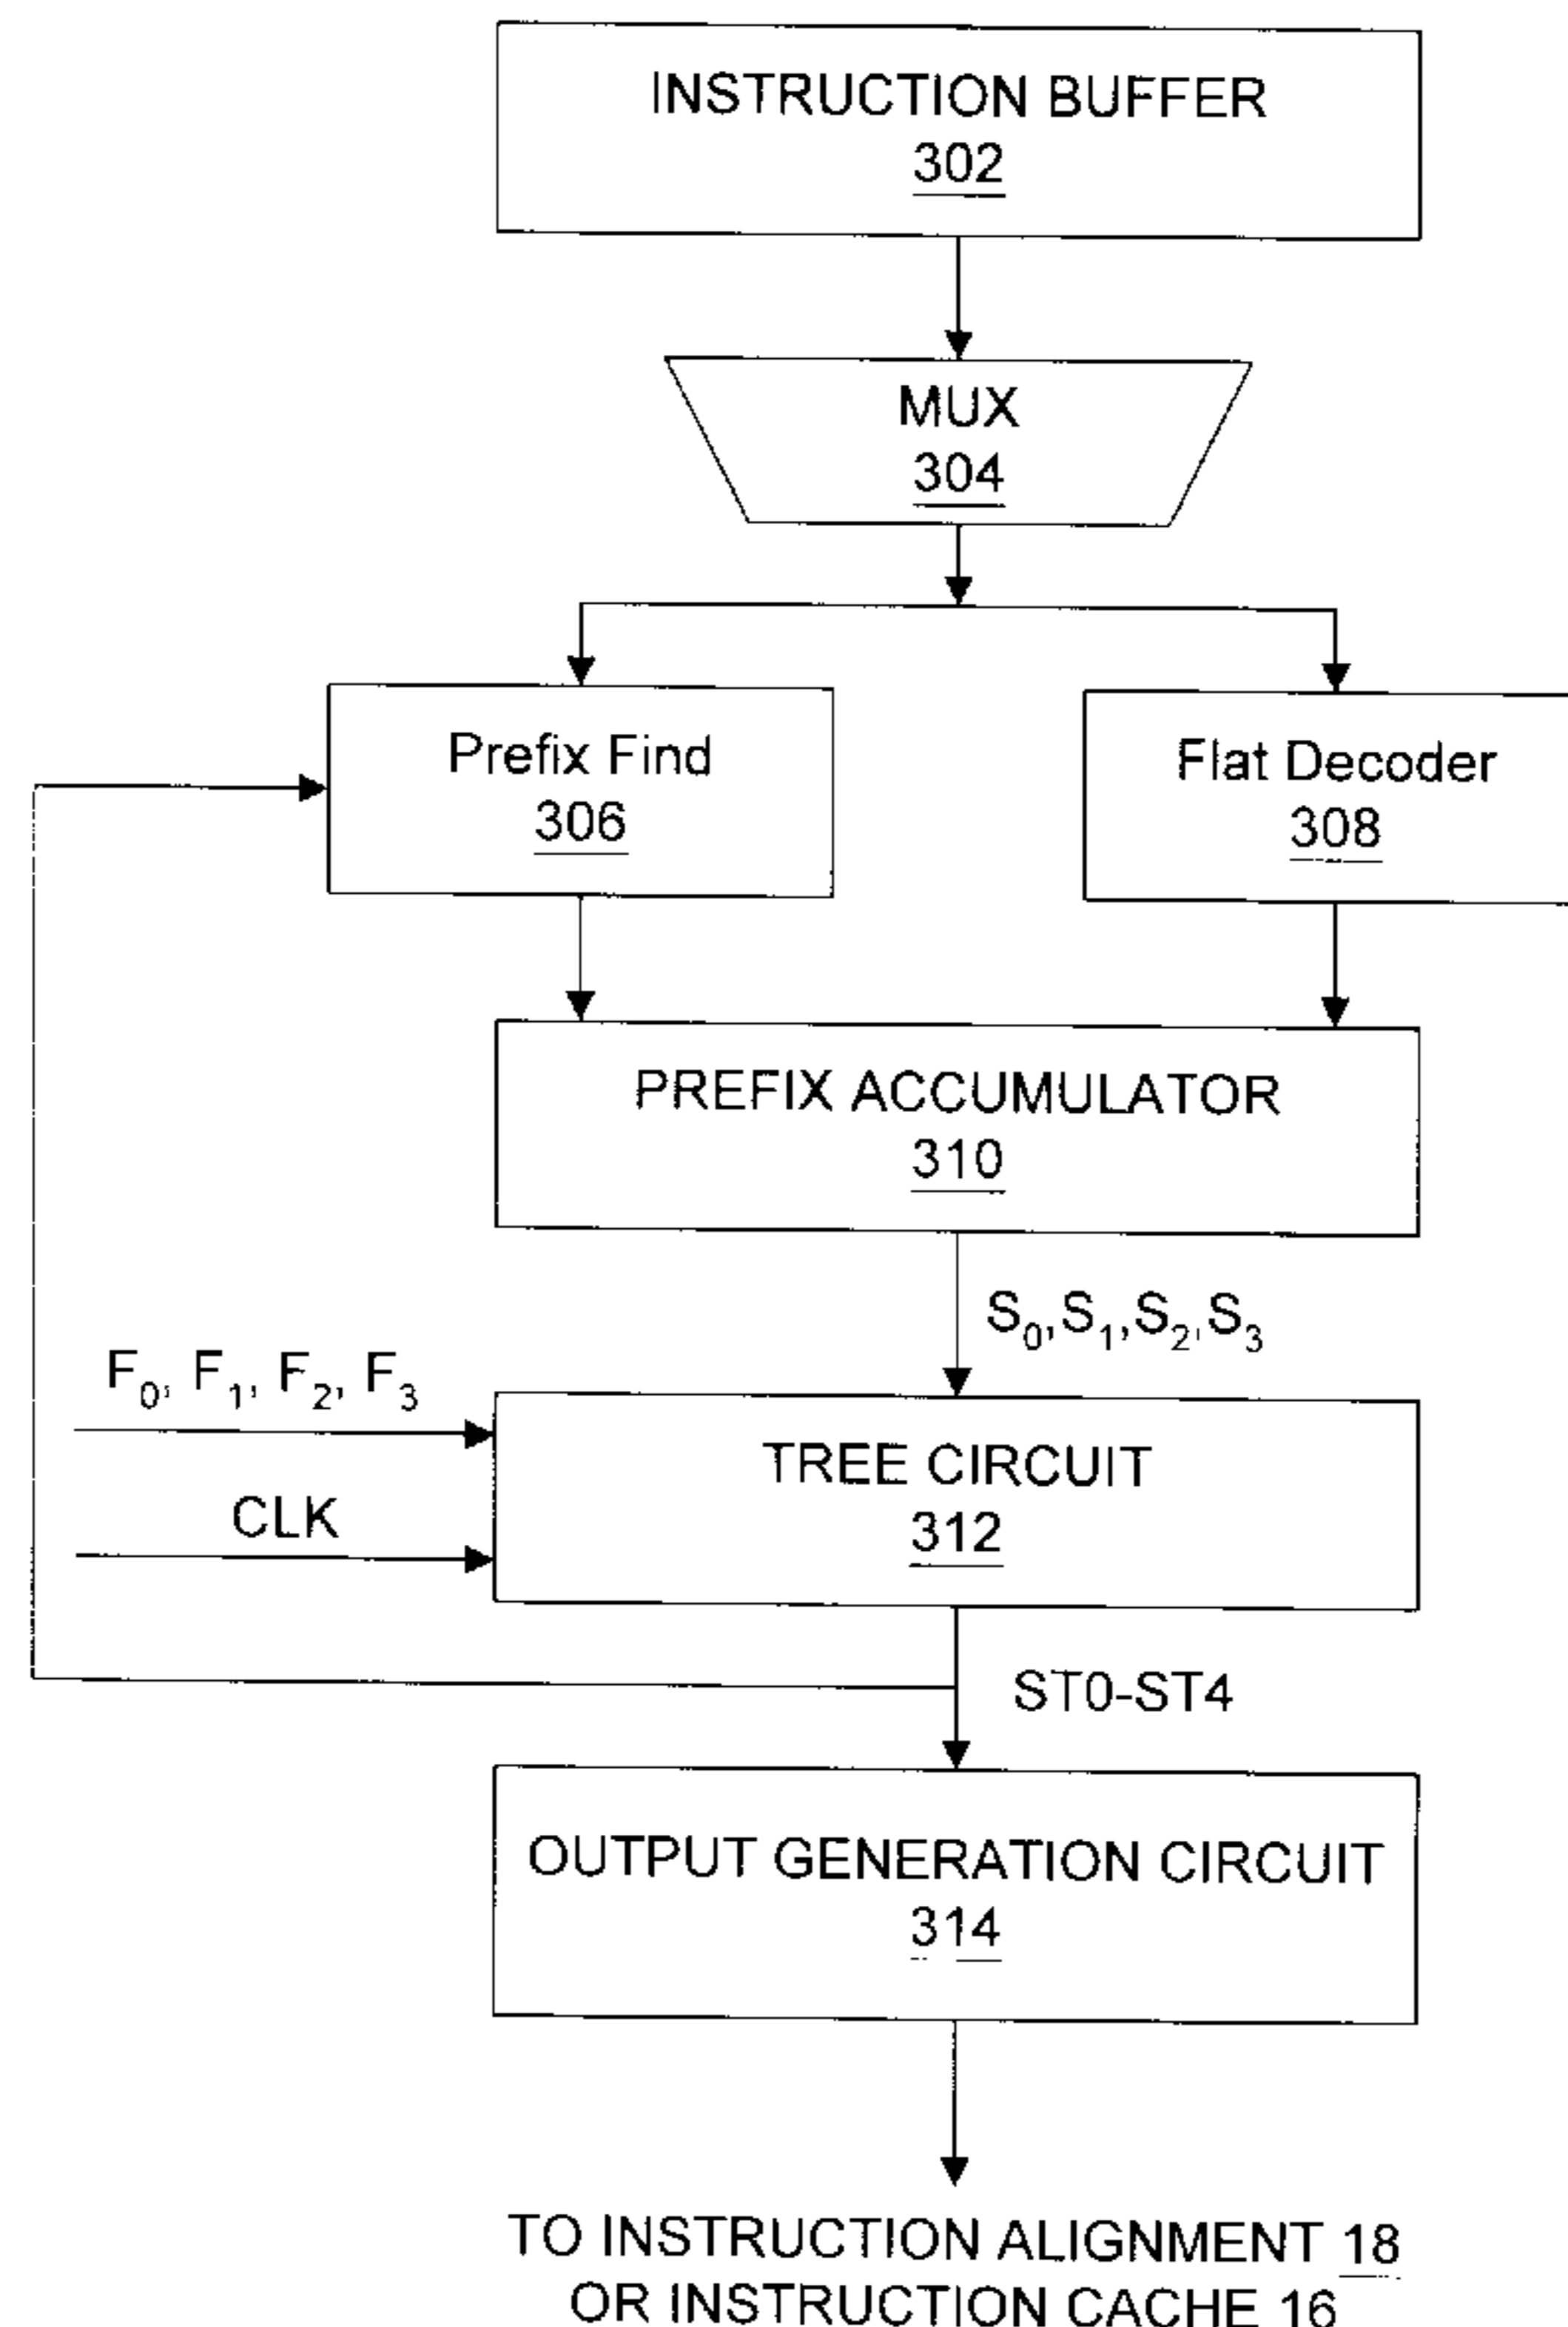 INSTRUCTION BUFFER
302
MUX
304
Prefix Find
306
Flat Decoder
308
PREFIX ACCUMULATOR
310
S0, S1, S2, S3
F0, F1, F2, F3
TREE CIRCUIT
312
CLK
ST0-ST4
OUTPUT GENERATION CIRCUIT
314
TO INSTRUCTION ALIGNMENT 18
OR INSTRUCTION CACHE 16